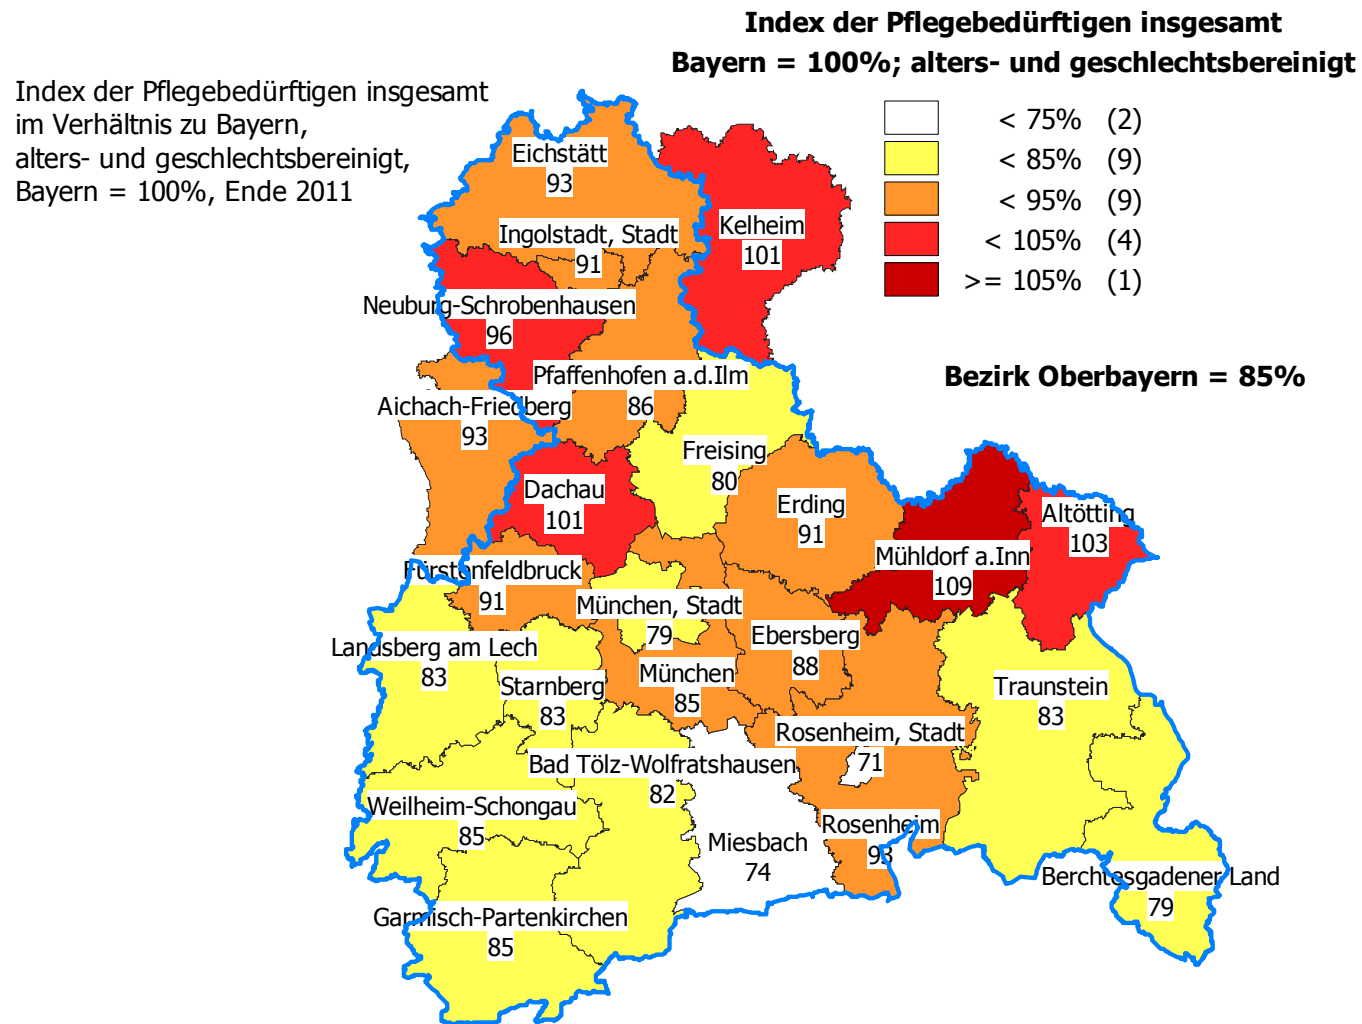 Index der Pflegebedürftigen insgesamt
Bayern = 100%; alters- und geschlechtsbereinigt
Index der Pflegebedürftigen insgesamt
im Verhältnis zu Bayern,
alters- und geschlechtsbereinigt,
Bayern = 100%, Ende 2011
< 75% (2)
< 85% (9)
< 95% (9)
< 105% (4)
>= 105% (1)
Bezirk Oberbayern = 85%
Eichstätt
93
Kelheim
101
Ingolstadt, Stadt
91
Neuburg-Schrobenhausen
96
Pfaffenhofen a.d.Ilm
86
Aichach-Friedberg
93
Freising
80
Dachau
101
Erding
91
Altötting
103
Mühldorf a.Inn
109
Fürstenfeldbruck
91
München, Stadt
79
Ebersberg
88
Landsberg am Lech
83
Starnberg
83
München
85
Traunstein
83
Rosenheim, Stadt
71
Bad Tölz-Wolfratshausen
82
Weilheim-Schongau
85
Miesbach
74
Rosenheim
93
Berchtesgadener Land
79
Garmisch-Partenkirchen
85